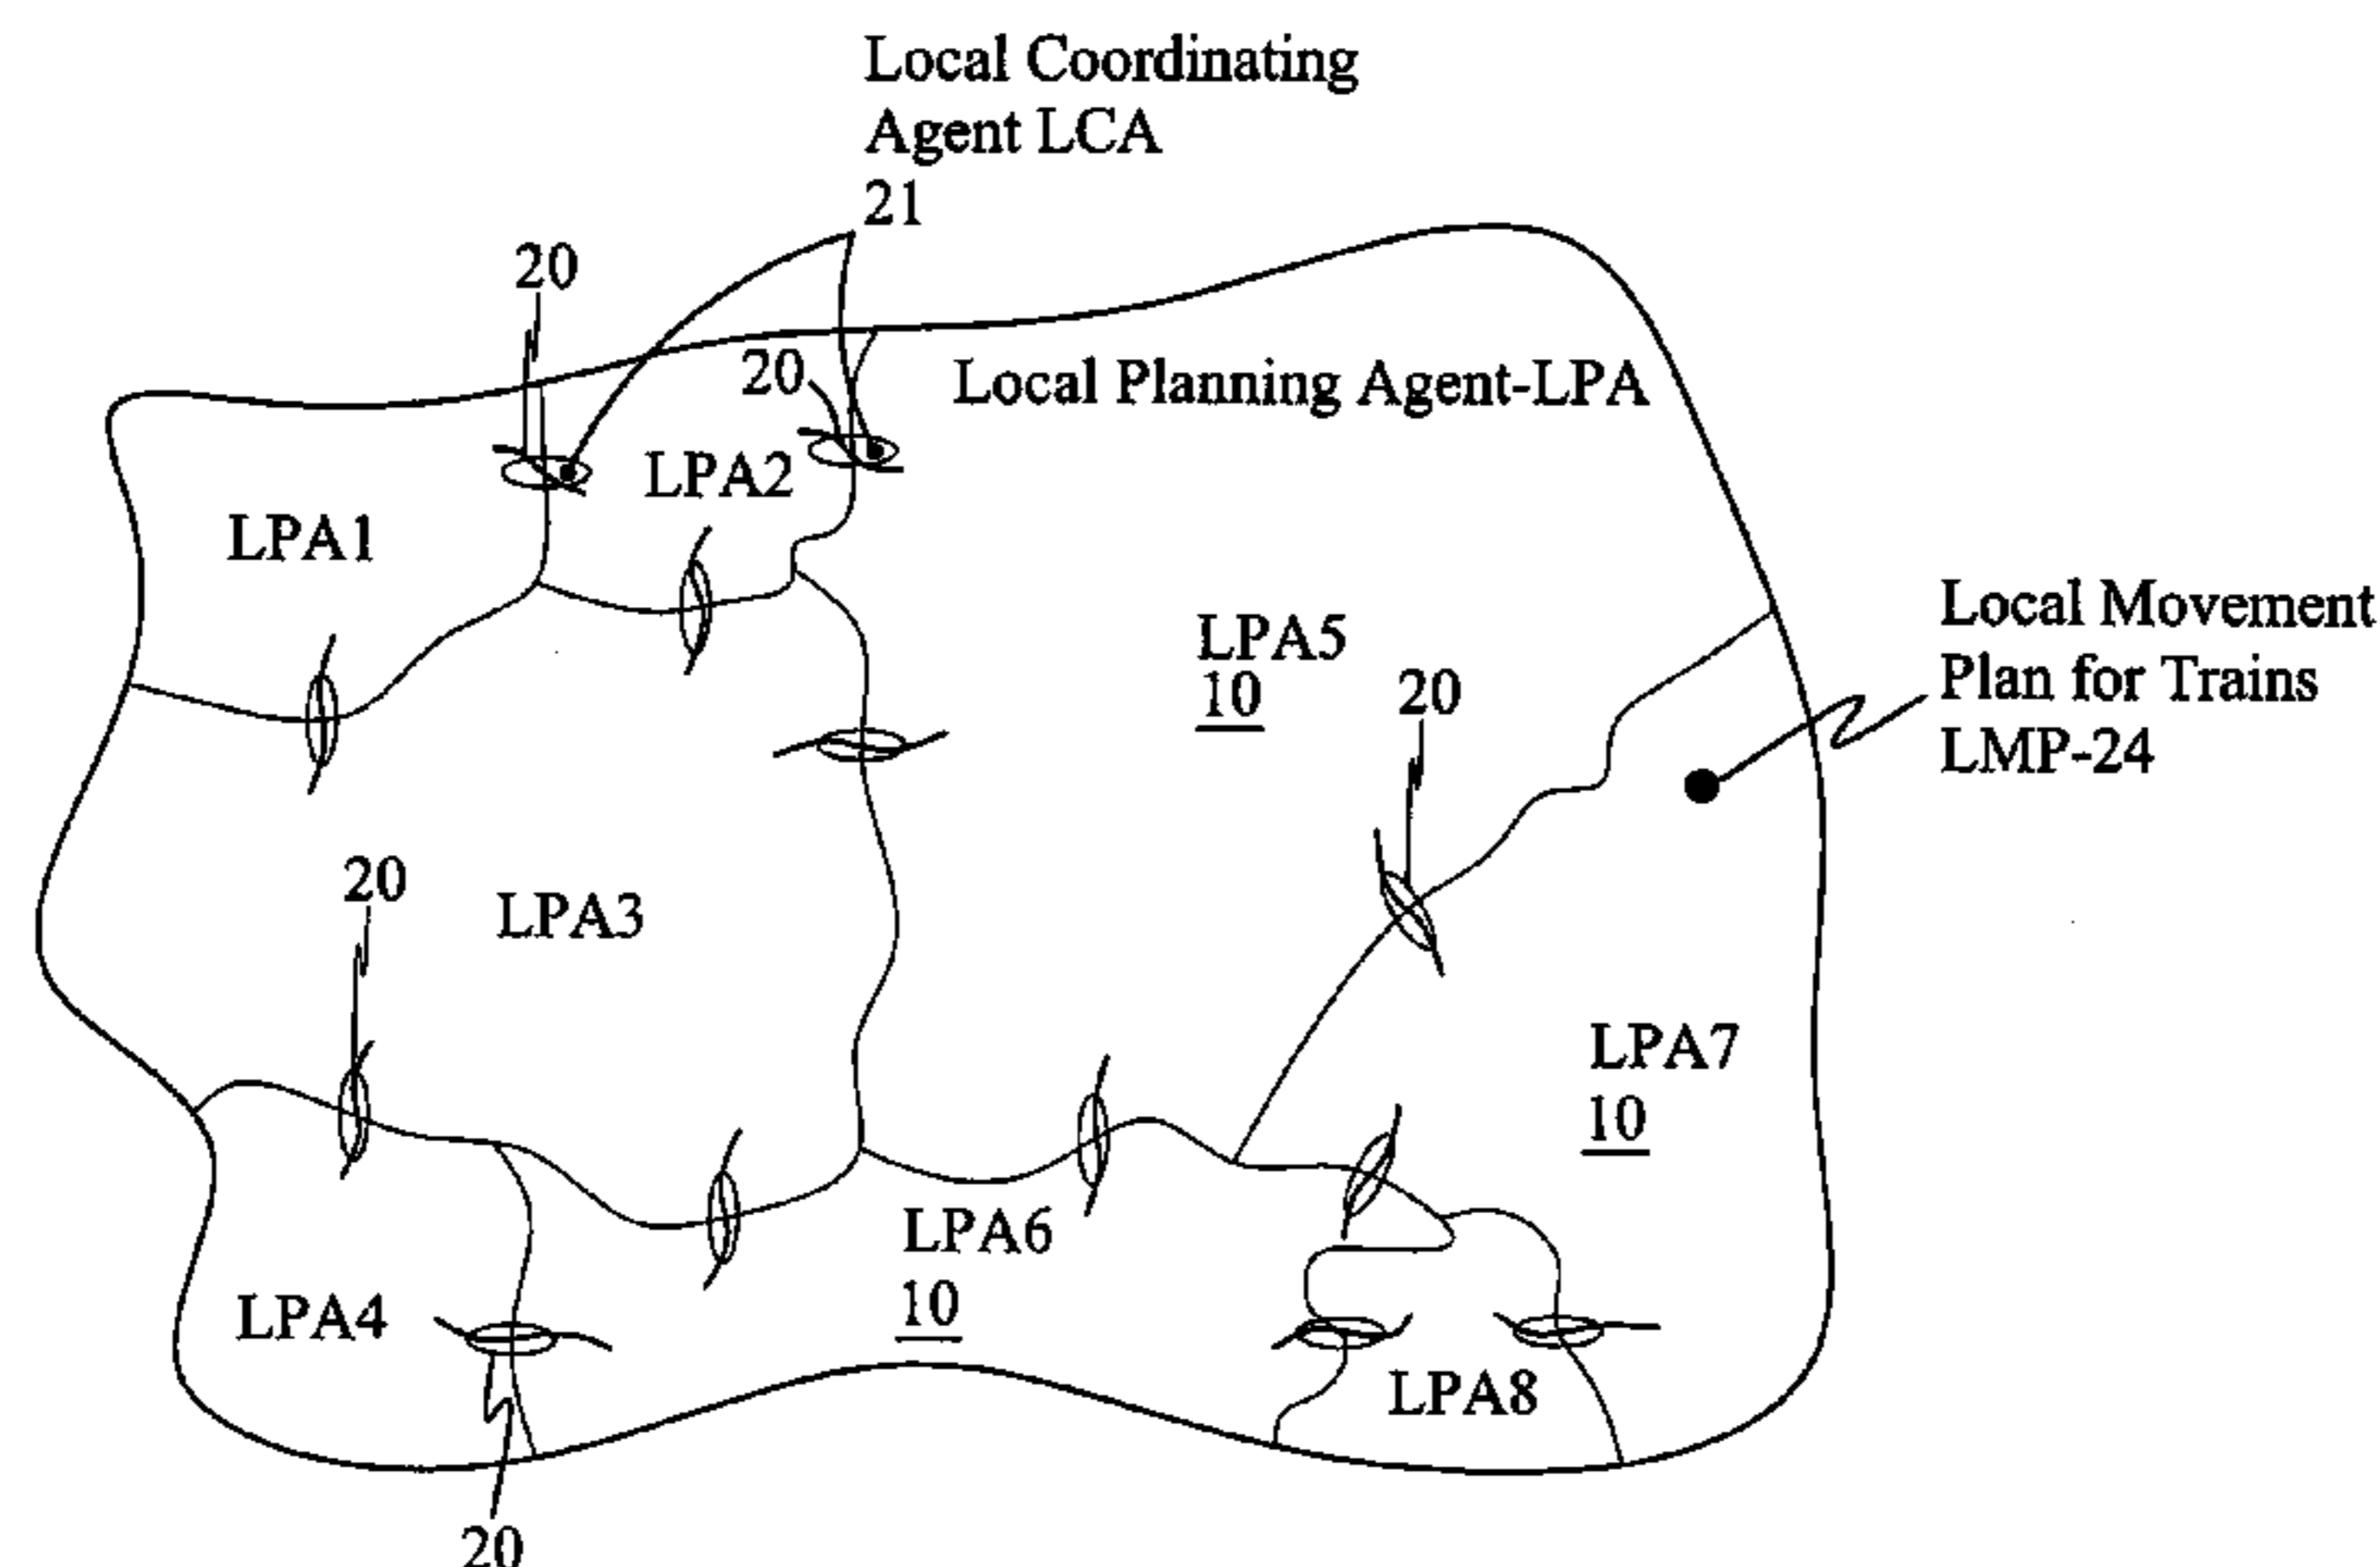 Local Coordinating
Agent LCA
21
20
20
Local Planning Agent-LPA
LPA2
LPA1
LPA5
10
20
Local Movement
Plan for Trains
LMP-24
20
LPA3
LPA7
10
LPA6
10
LPA4
LPA8
20